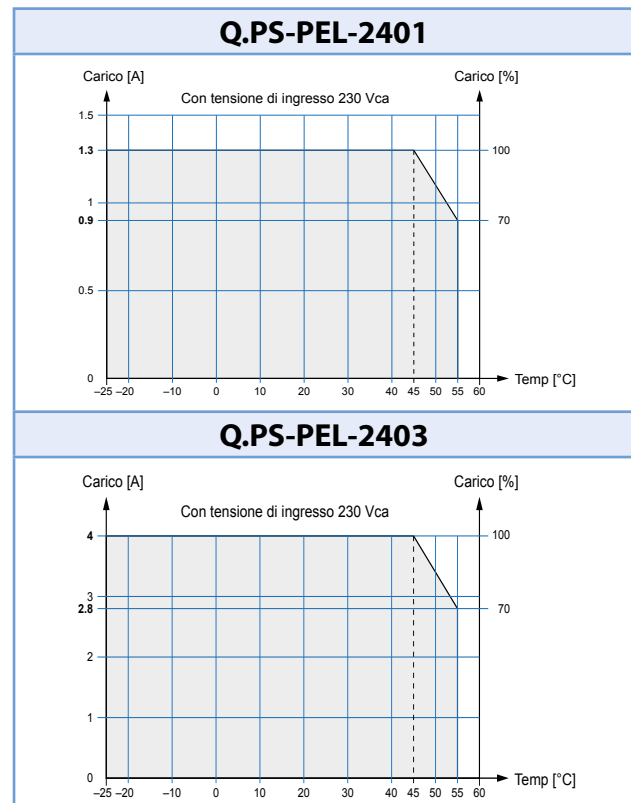 Q.PS-PEL-2401
Carico [A]
Carico [%]
Con tensione di ingresso 230 Vca
1.5
1.3
100
1
0.9
70
0.5
0
Temp [°C]
–25 –20 –10 0 10 20 30 40 45 50 55 60
Q.PS-PEL-2403
Carico [A]
Carico [%]
Con tensione di ingresso 230 Vca
4
100
3
2.8
70
2
1
0
Temp [°C]
–25 –20 –10 0 10 20 30 40 45 50 55 60